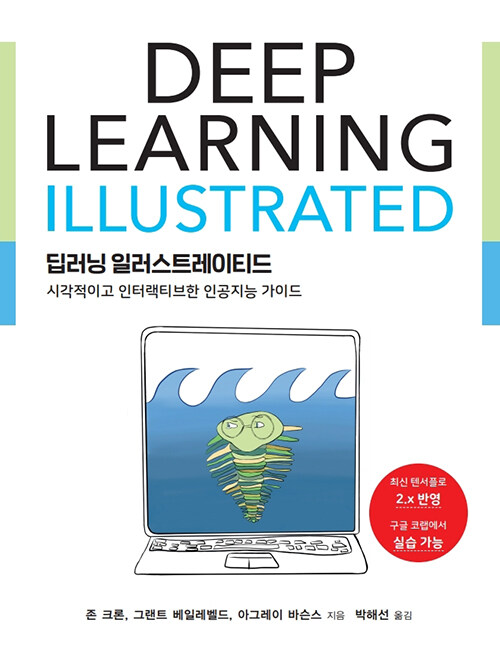 DEEP
LEARNING
ILLUSTRATED
딥러닝 일러스트레이티드
시각적이고 인터랙티브한 인공지능 가이드
최신 텐서플로
2.x 반영
구글 코랩에서
실습 가능
존 크론, 그랜트 베일레벨드, 아그레이 바슨스 지음 박해선 옮김